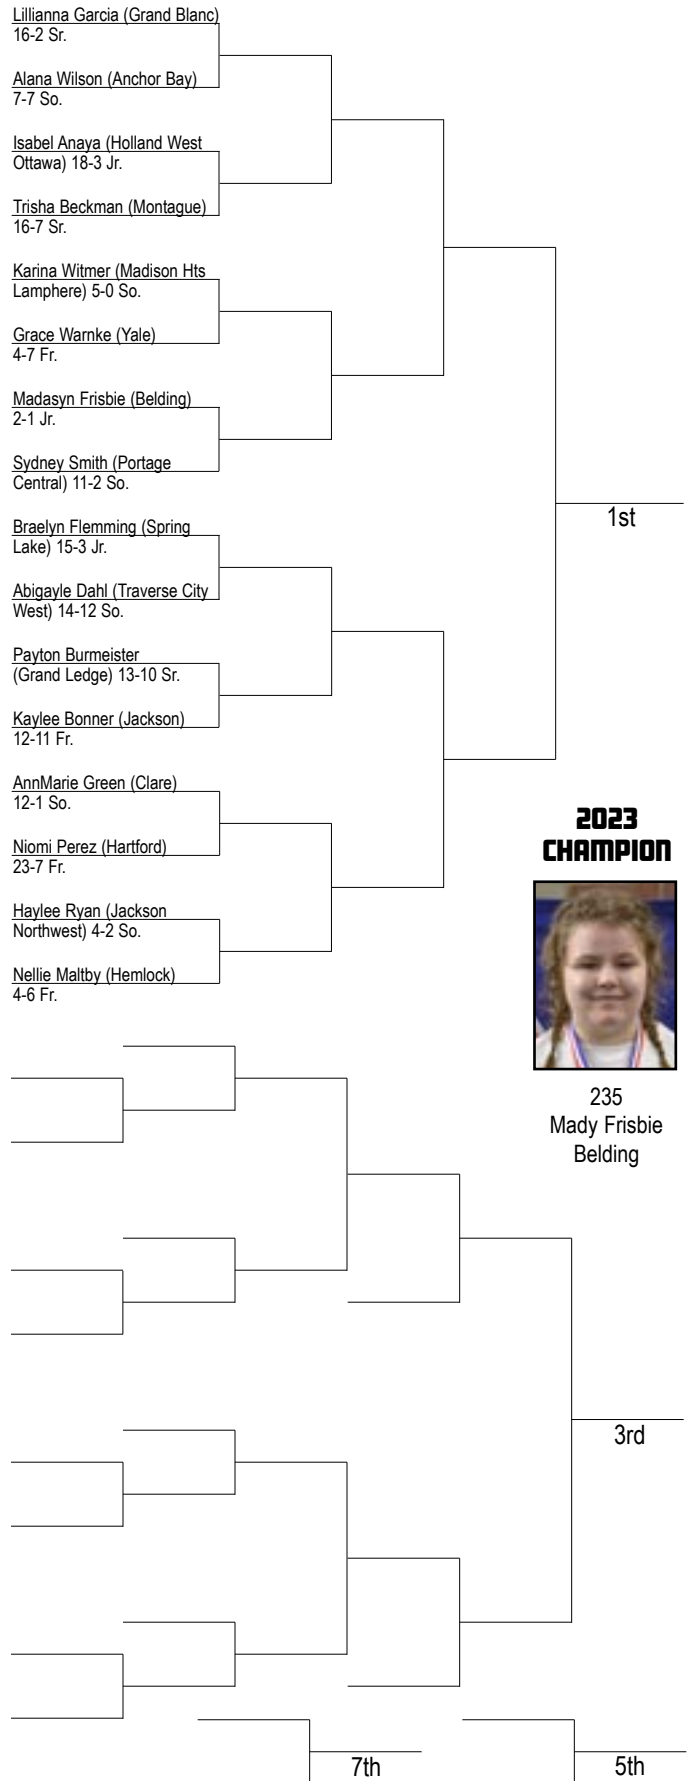 Lillianna Garcia (Grand Blanc)
16-2 Sr.
Alana Wilson (Anchor Bay)
7-7 So.
Isabel Anaya (Holland West
Ottawa) 18-3 Jr.
Trisha Beckman (Montague)
16-7 Sr.
Karina Witmer (Madison Hts
Lamphere) 5-0 So.
Grace Warnke (Yale)
4-7 Fr.
Madasyn Frisbie (Belding)
2-1 Jr.
Sydney Smith (Portage
Central) 11-2 So.
Braelyn Flemming (Spring
Lake) 15-3 Jr.
Abigayle Dahl (Traverse City
West) 14-12 So.
Payton Burmeister
(Grand Ledge) 13-10 Sr.
Kaylee Bonner (Jackson)
12-11 Fr.
AnnMarie Green (Clare)
12-1 So.
Niomi Perez (Hartford)
23-7 Fr.
Haylee Ryan (Jackson
Northwest) 4-2 So.
Nellie Maltby (Hemlock)
4-6 Fr.
1st
2023
CHAMPION
235
Mady Frisbie
Belding
3rd
7th
5th